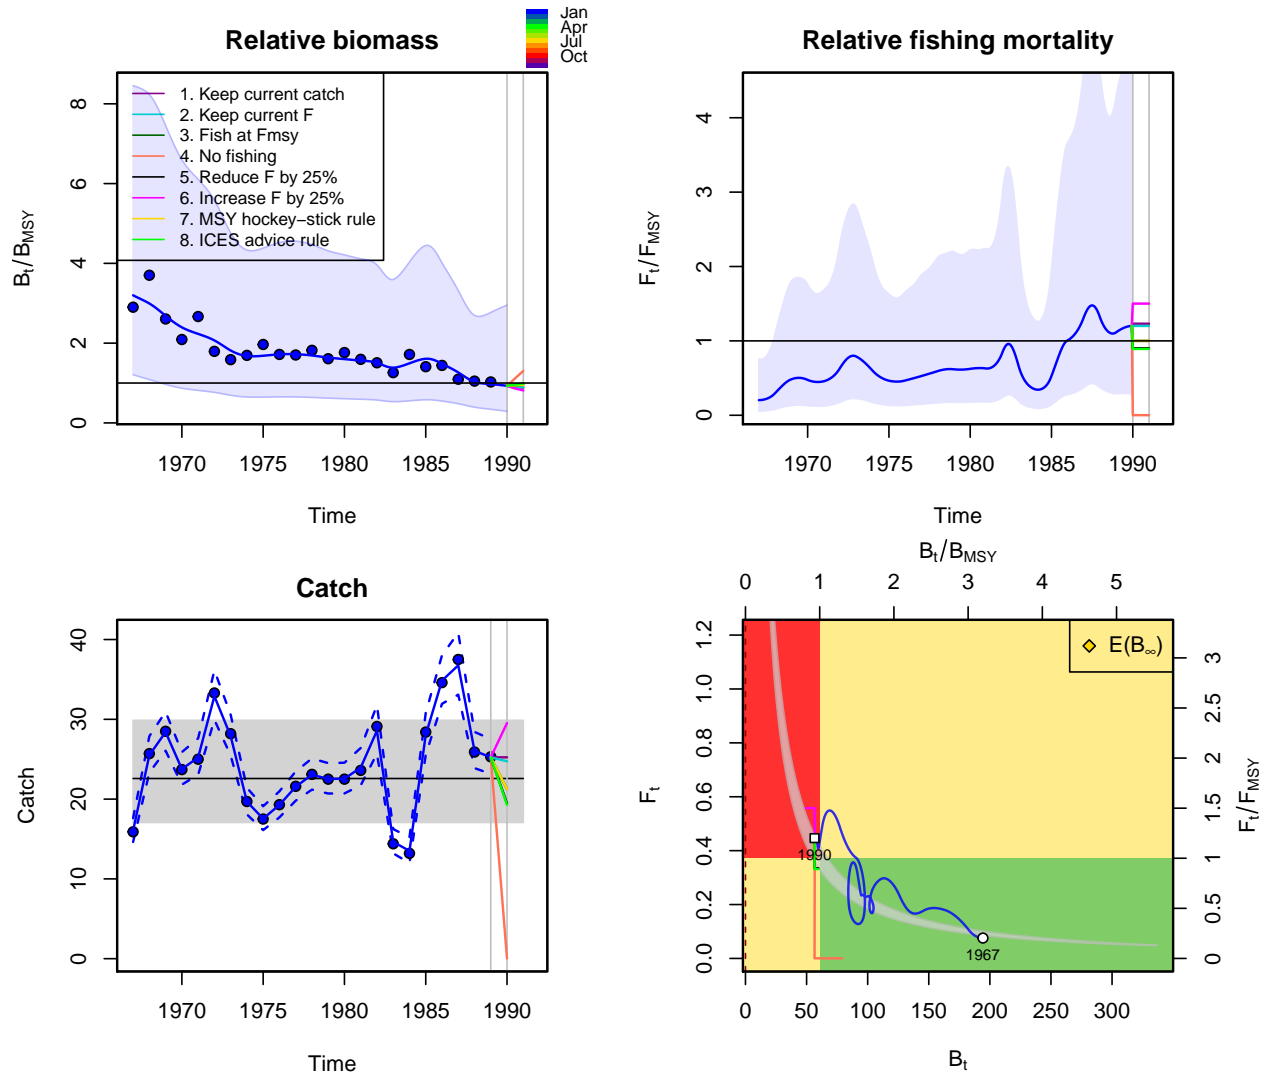 Relative biomass
Jan
Apr
Jul
Oct
1. Keep current catch
2. Keep current F
3. Fish at Fmsy
4. No fishing
5. Reduce F by 25%
6. Increase F by 25%
7. MSY hockey−stick rule
8. ICES advice rule
Bt/BMSY
0 2 4 6 8
1970 1975 1980 1985 1990
Time
Relative fishing mortality
Ft/FMSY
0 1 2 3 4
1970 1975 1980 1985 1990
Time
Catch
Catch
0 10 20 30 40
1970 1975 1980 1985 1990
Time
Bt/BMSY
0 1 2 3 4 5
E(B∞)
Ft
0.0 0.2 0.4 0.6 0.8 1.0 1.2
1990
1967
Ft/FMSY
0 0.5 1 1.5 2 2.5 3
0 50 100 150 200 250 300
Bt